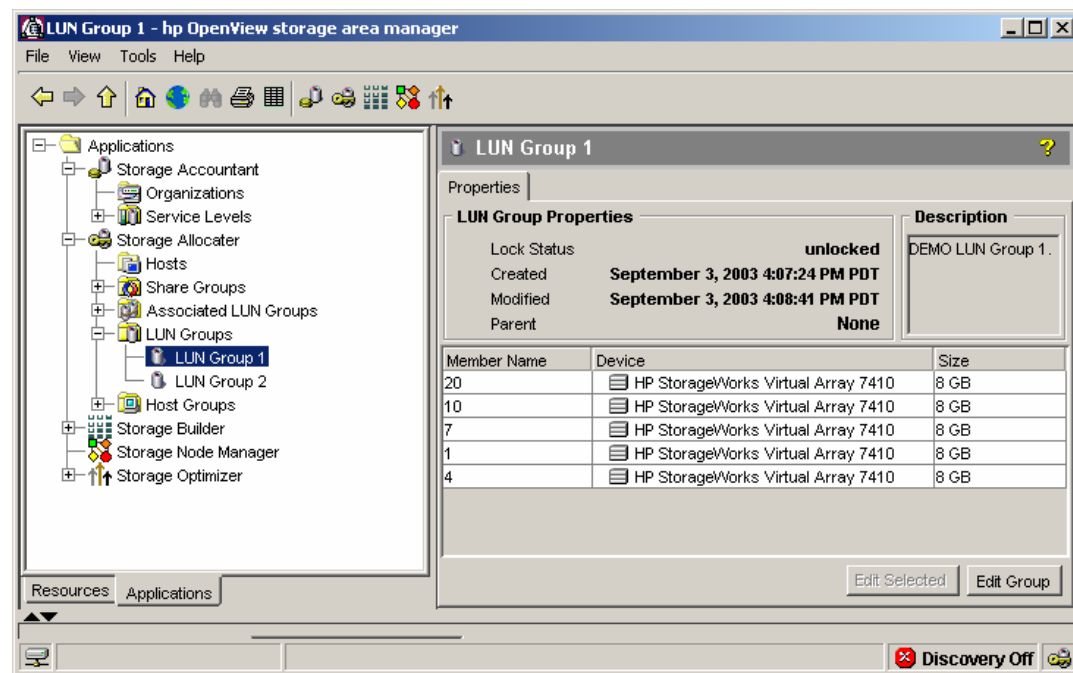 LUN Group 1 - hp OpenView storage area manager
File View Tools Help
Applications
Storage Accountant
Organizations
Service Levels
Storage Allocater
Hosts
Share Groups
Associated LUN Groups
LUN Groups
LUN Group 1
LUN Group 2
Host Groups
Storage Builder
Storage Node Manager
Storage Optimizer
Resources Applications
LUN Group 1 ?
Properties
LUN Group Properties
Lock Status unlocked
Created September 3, 2003 4:07:24 PM PDT
Modified September 3, 2003 4:08:41 PM PDT
Parent None
Description
DEMO LUN Group 1.
Member Name Device Size
20 HP StorageWorks Virtual Array 7410 8 GB
10 HP StorageWorks Virtual Array 7410 8 GB
7 HP StorageWorks Virtual Array 7410 8 GB
1 HP StorageWorks Virtual Array 7410 8 GB
4 HP StorageWorks Virtual Array 7410 8 GB
Edit Selected Edit Group
Discovery Off